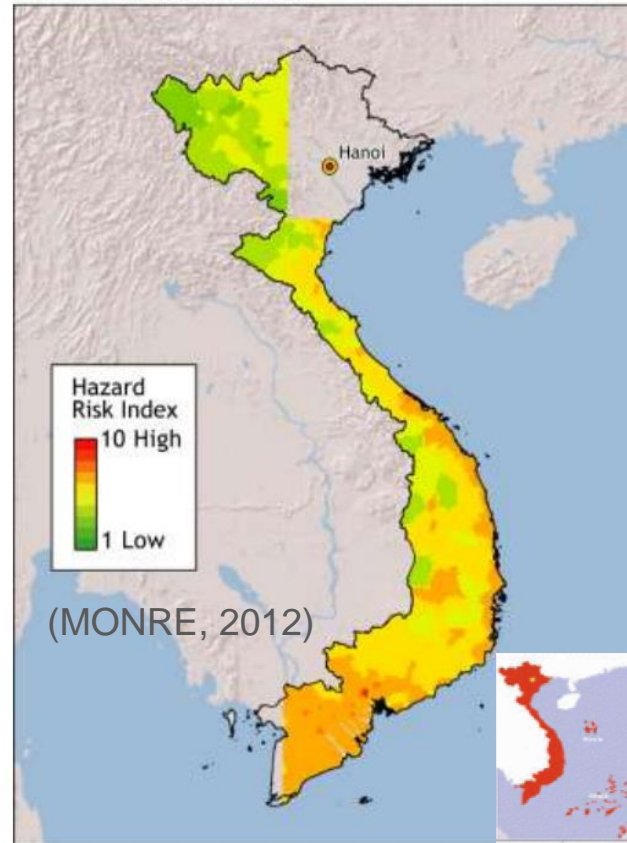 Hanoi
Hazard
Risk Index
10 High
1 Low
(MONRE, 2012)